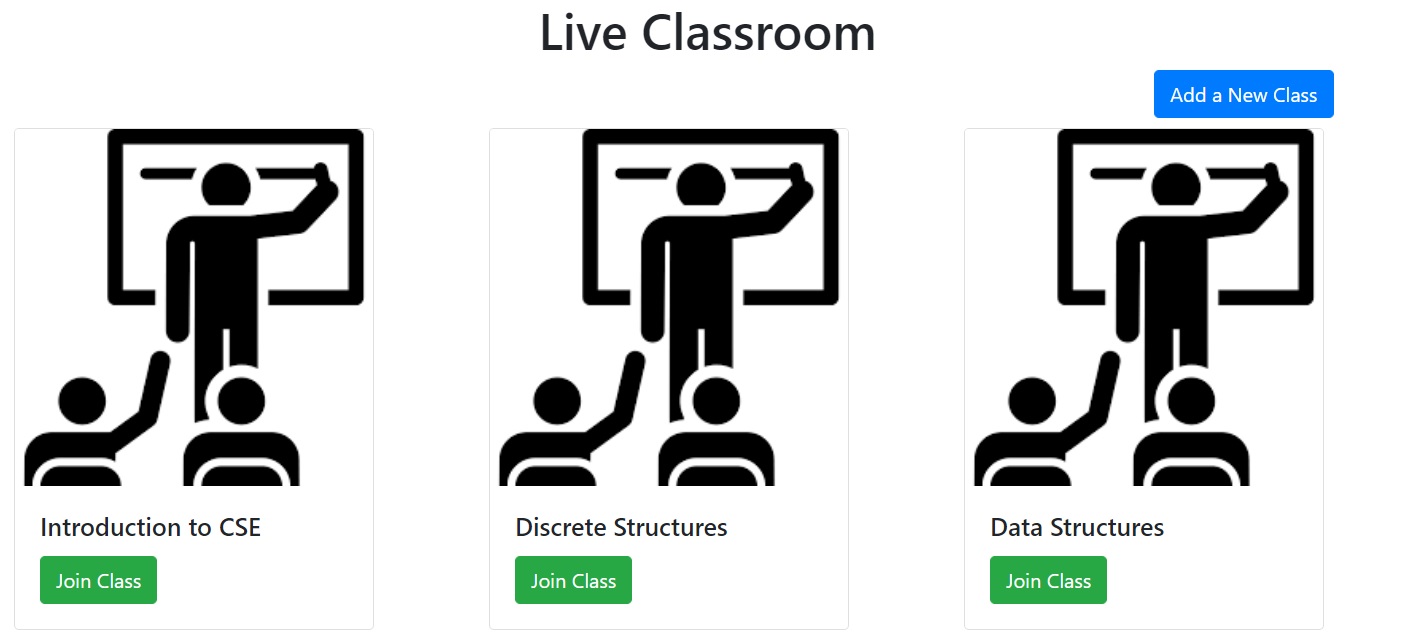 Live Classroom
Add a New Class
Introduction to CSE
Join Class
Discrete Structures
Join Class
Data Structures
Join Class